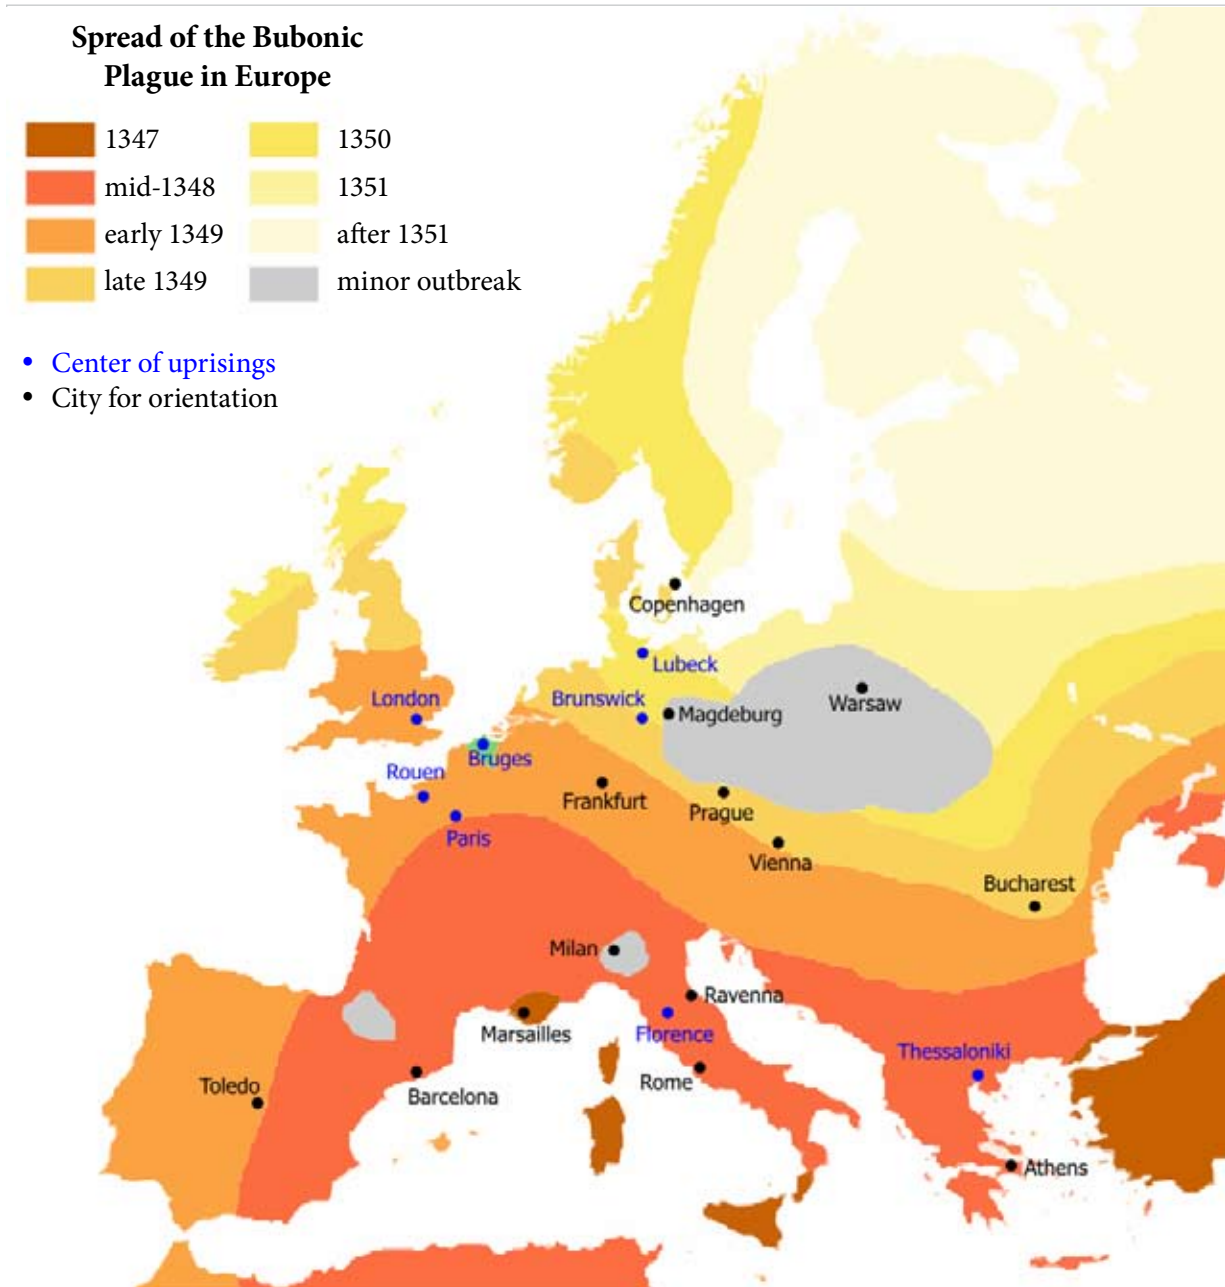 Spread of the Bubonic
Plague in Europe
1347
1350
mid-1348
1351
early 1349
after 1351
late 1349
minor outbreak
• Center of uprisings
• City for orientation
Copenhagen
Lubeck
London
Brunswick
Magdeburg
Warsaw
Bruges
Rouen
Frankfurt
Prague
Paris
Vienna
Bucharest
Milan
Ravenna
Marsailles
Florence
Thessaloniki
Toledo
Barcelona
Rome
Athens